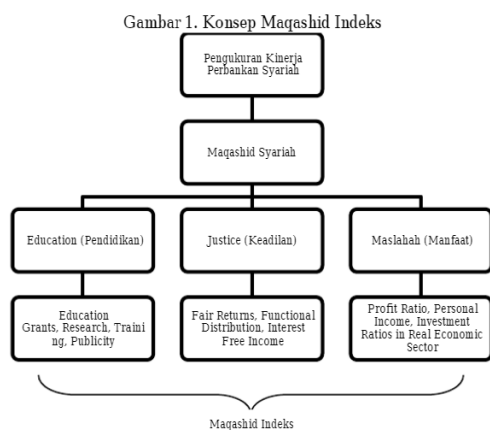 Gambar 1. Konsep Maqashid Indeks
Pengukuran Kinerja
Perbankan Syariah
Maqashid Syariah
Education (Pendidikan)
Justice (Keadilan)
Maslahah (Manfaat)
Education
Grants, Research, Traini
ng, Publicity
Fair Returns, Functional
Distribution, Interest
Free Income
Profit Ratio, Personal
Income, Investment
Ratios in Real Economic
Sector
Maqashid Indeks